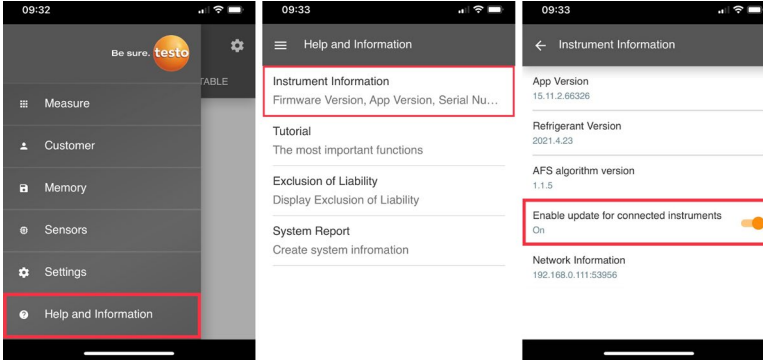 09:32
Be sure. testo
TABLE
Measure
Customer
Memory
Sensors
Settings
Help and Information
09:33
Help and Information
Instrument Information
Firmware Version, App Version, Serial Nu...
Tutorial
The most important functions
Exclusion of Liability
Display Exclusion of Liability
System Report
Create system infromation
09:33
Instrument Information
App Version
15.11.2.66326
Refrigerant Version
2021.4.23
AFS algorithm version
1.1.5
Enable update for connected instruments
On
Network Information
192.168.0.111:53956